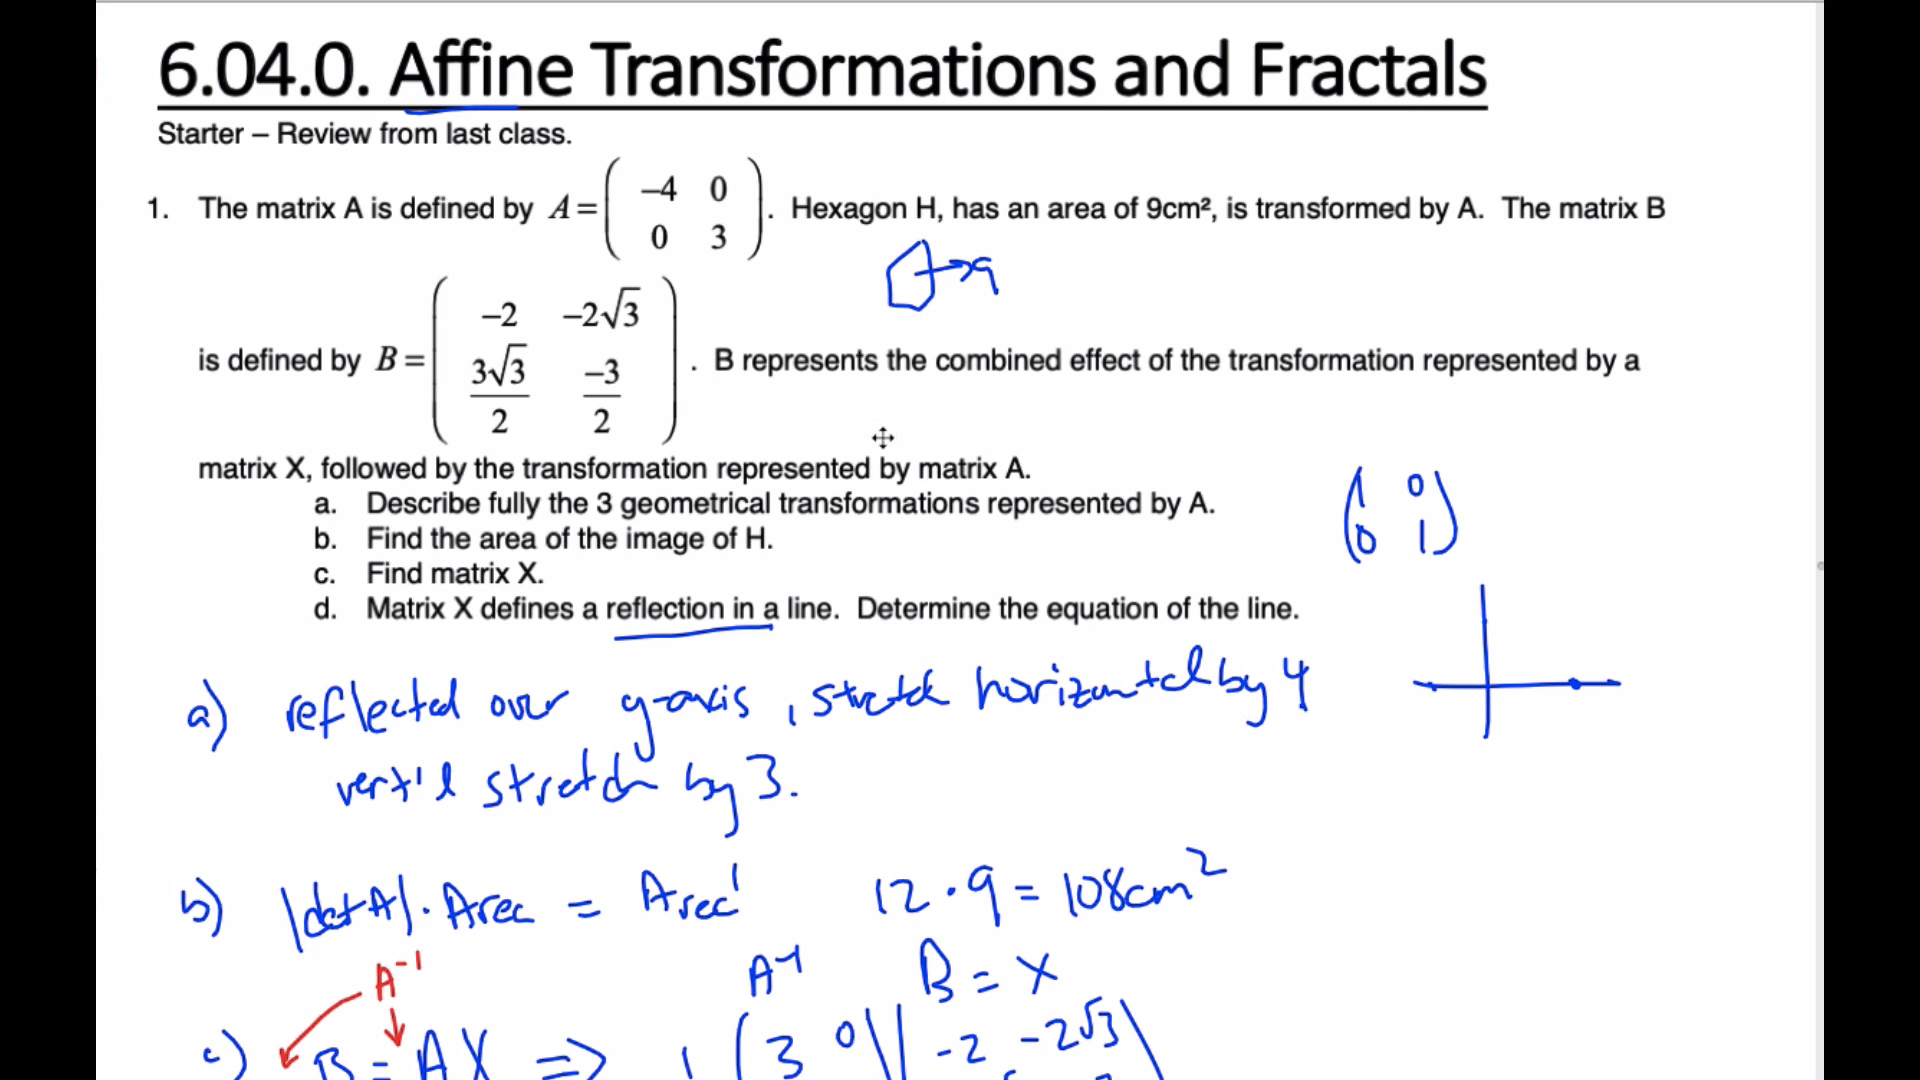 6.04.0. Affine Transformations and Fractals
Starter – Review from last class.
1. The matrix A is defined by A = ( −4 0 ; 0 3 ). Hexagon H, has an area of 9cm², is transformed by A. The matrix B
9
is defined by B = ( −2 −2√3 ; 3√3/2 −3/2 ). B represents the combined effect of the transformation represented by a
matrix X, followed by the transformation represented by matrix A.
a. Describe fully the 3 geometrical transformations represented by A.
b. Find the area of the image of H.
c. Find matrix X.
d. Matrix X defines a reflection in a line. Determine the equation of the line.
( 1 0 ; 0 1 )
a) reflected over y-axis, stretch horizontal by 4
vert'l stretch by 3.
b) |det A| · Area = Area' 12 · 9 = 108cm²
A⁻¹ A⁻¹ B = X
c) B = AX ⇒ 1 ( 3 0 ) ( -2 -2√3 )